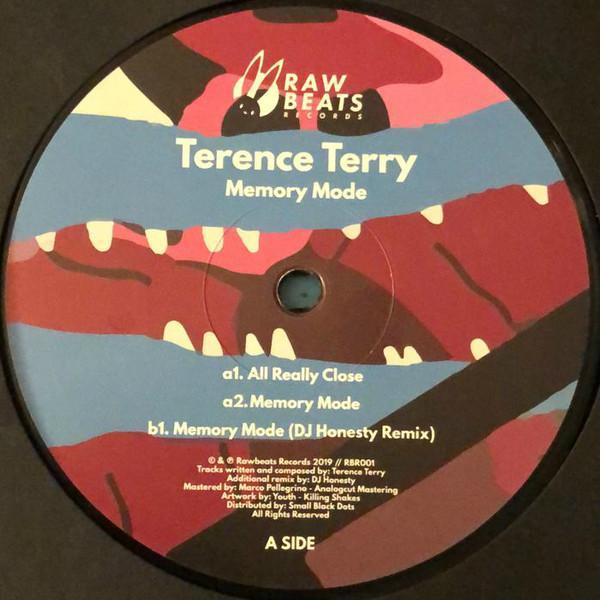 RAW
BEATS
RECORDS
Terence Terry
Memory Mode
a1. All Really Close
a2. Memory Mode
b1. Memory Mode (DJ Honesty Remix)
© & ℗ Rawbeats Records 2019 // RBR001
Tracks written and composed by: Terence Terry
Additional remix by: DJ Honesty
Mastered by: Marco Pellegrino - Analogcut Mastering
Artwork by: Youth - Killing Shakes
Distributed by: Small Black Dots
All Rights Reserved
A SIDE